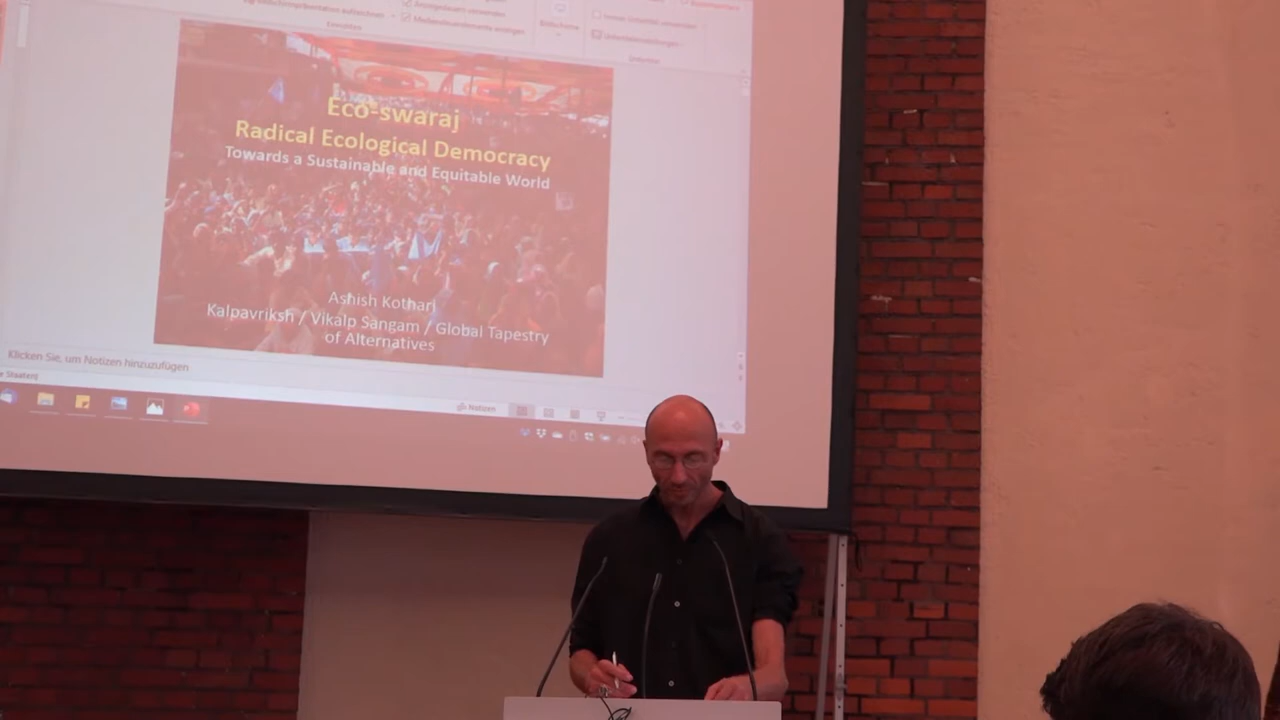 Eco-swaraj
Radical Ecological Democracy
Towards a Sustainable and Equitable World
Ashish Kothari
Kalpavriksh / Vikalp Sangam / Global Tapestry
of Alternatives
Klicken Sie, um Notizen hinzuzufügen
Notizen